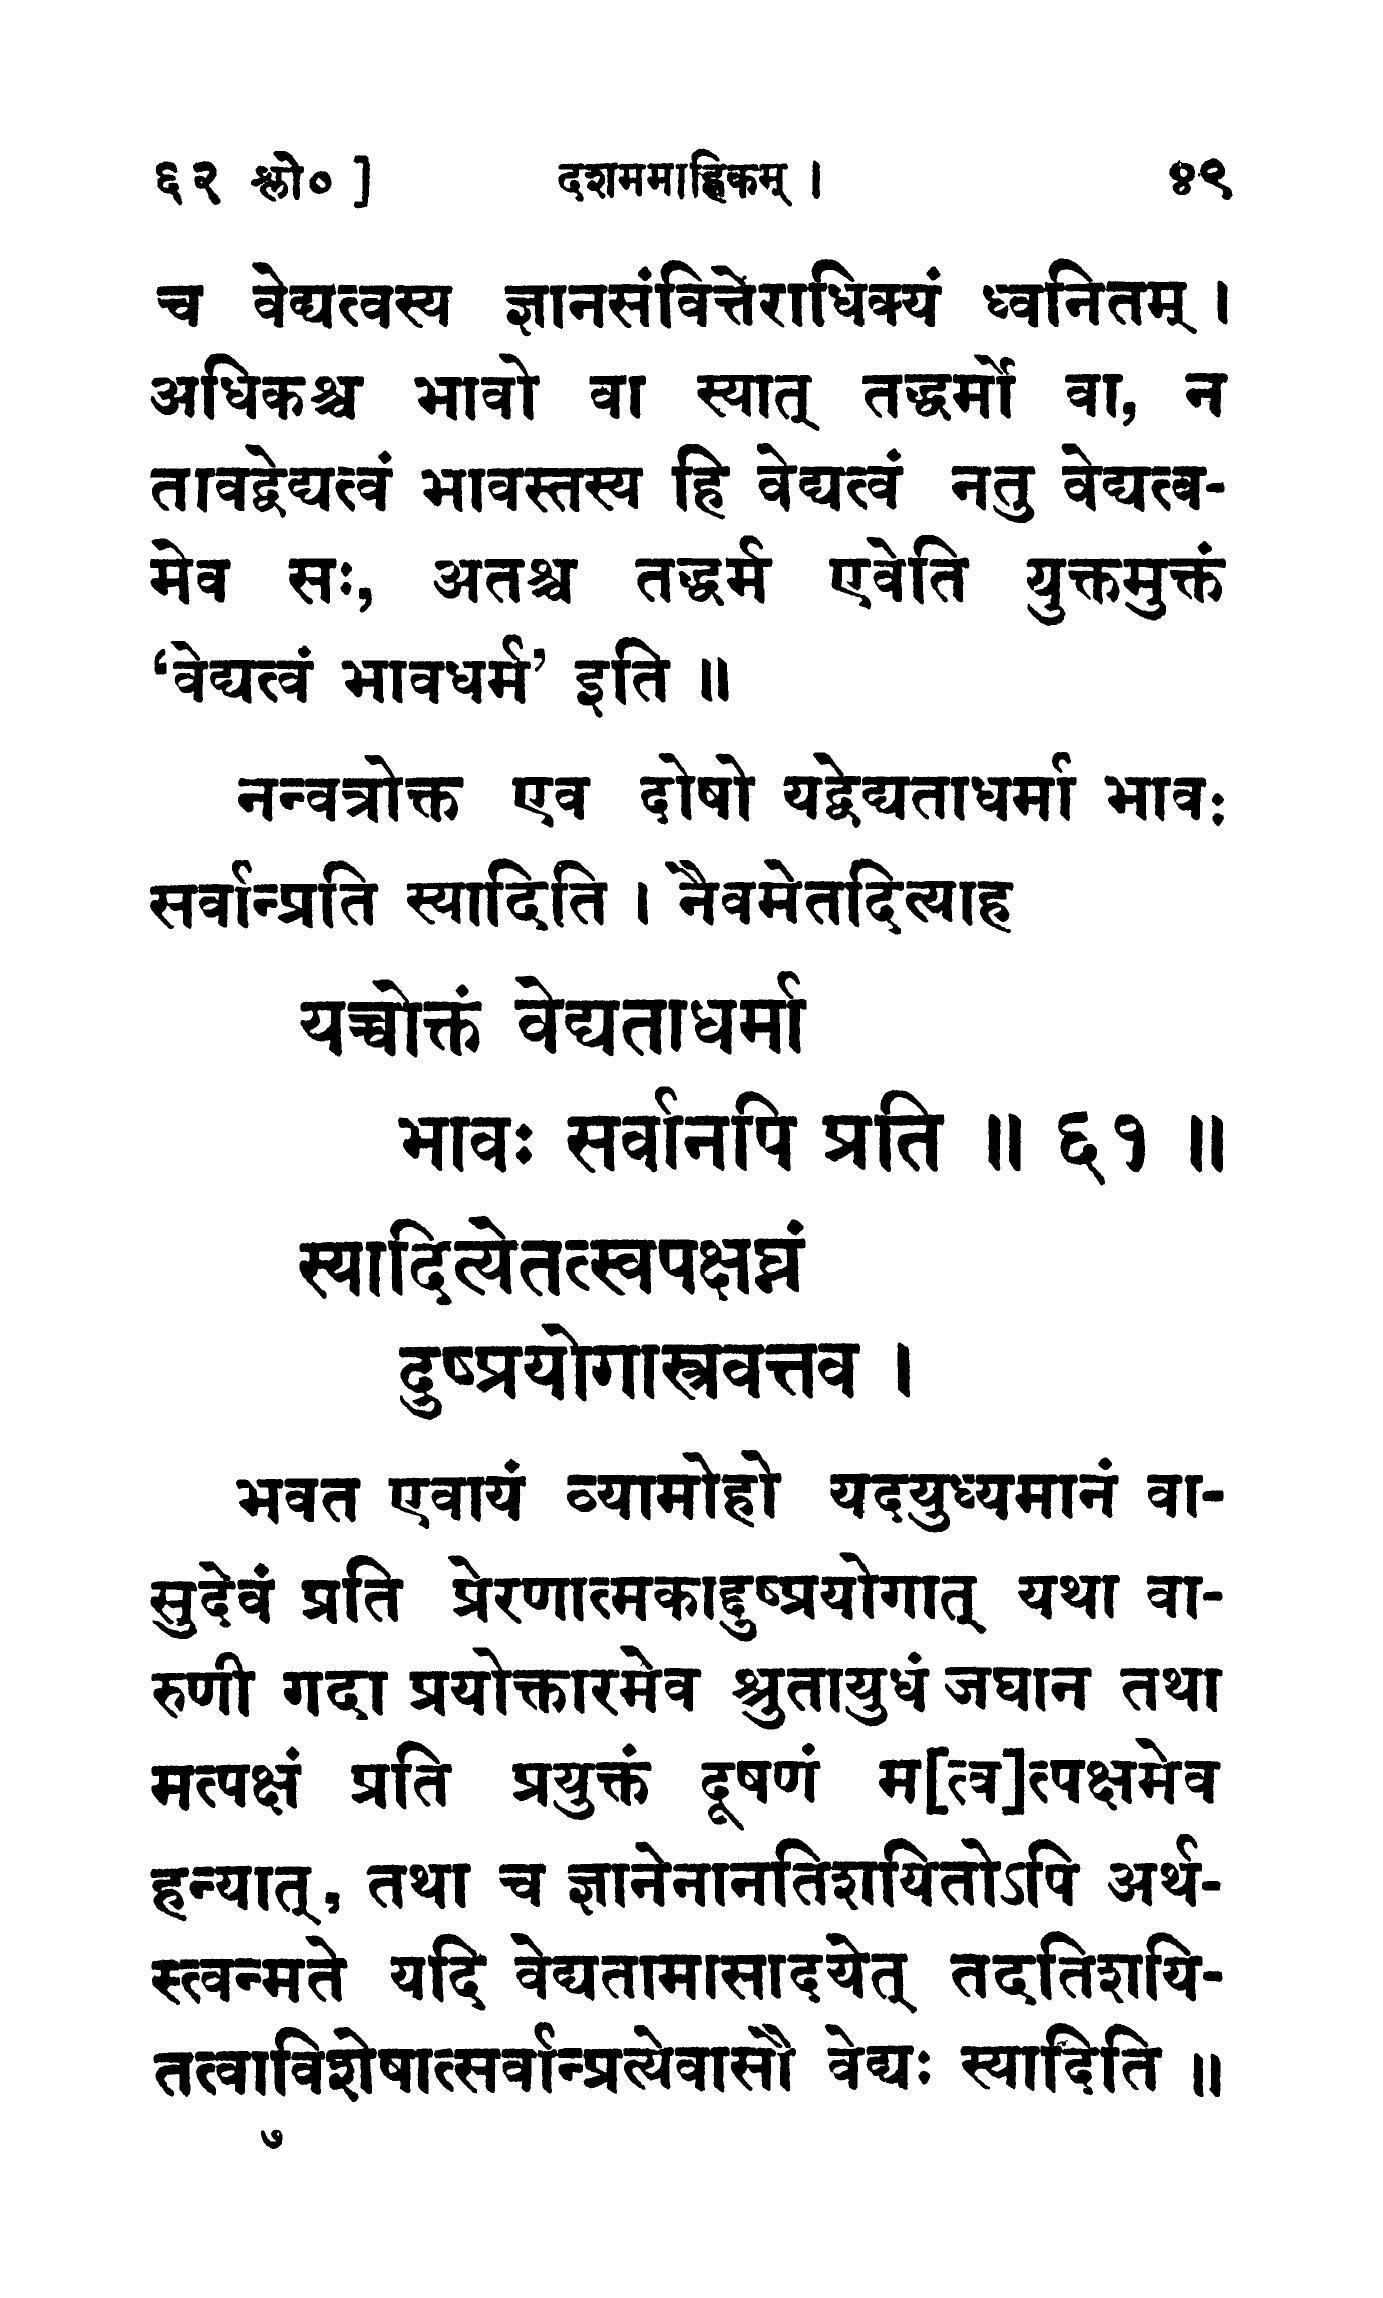 ६२ श्लो० ] दशममाह्निकम् । ४९
च वेद्यत्वस्य ज्ञानसंवित्तेराधिक्यं ध्वनितम् ।
अधिकश्च भावो वा स्यात् तद्धर्मो वा, न
तावद्वेद्यत्वं भावस्तस्य हि वेद्यत्वं नतु वेद्यत्व-
मेव सः, अतश्च तद्धर्म एवेति युक्तमुक्तं
‘वेद्यत्वं भावधर्म’ इति ॥
नन्वत्रोक्त एव दोषो यद्वेद्यताधर्मा भावः
सर्वान्प्रति स्यादिति । नैवमेतदित्याह
यच्चोक्तं वेद्यताधर्मा
भावः सर्वानपि प्रति ॥ ६१ ॥
स्यादित्येतत्स्वपक्षघ्नं
दुष्प्रयोगास्त्रवत्तव ।
भवत एवायं व्यामोहो यदयुध्यमानं वा-
सुदेवं प्रति प्रेरणात्मकाद्दुष्प्रयोगात् यथा वा-
रुणी गदा प्रयोक्तारमेव श्रुतायुधं जघान तथा
मत्पक्षं प्रति प्रयुक्तं दूषणं म[त्व]त्पक्षमेव
हन्यात्, तथा च ज्ञानेनानतिशयितोऽपि अर्थ-
स्त्वन्मते यदि वेद्यतामासादयेत् तदतिशयि-
तत्वाविशेषात्सर्वान्प्रत्येवासौ वेद्यः स्यादिति ॥
७